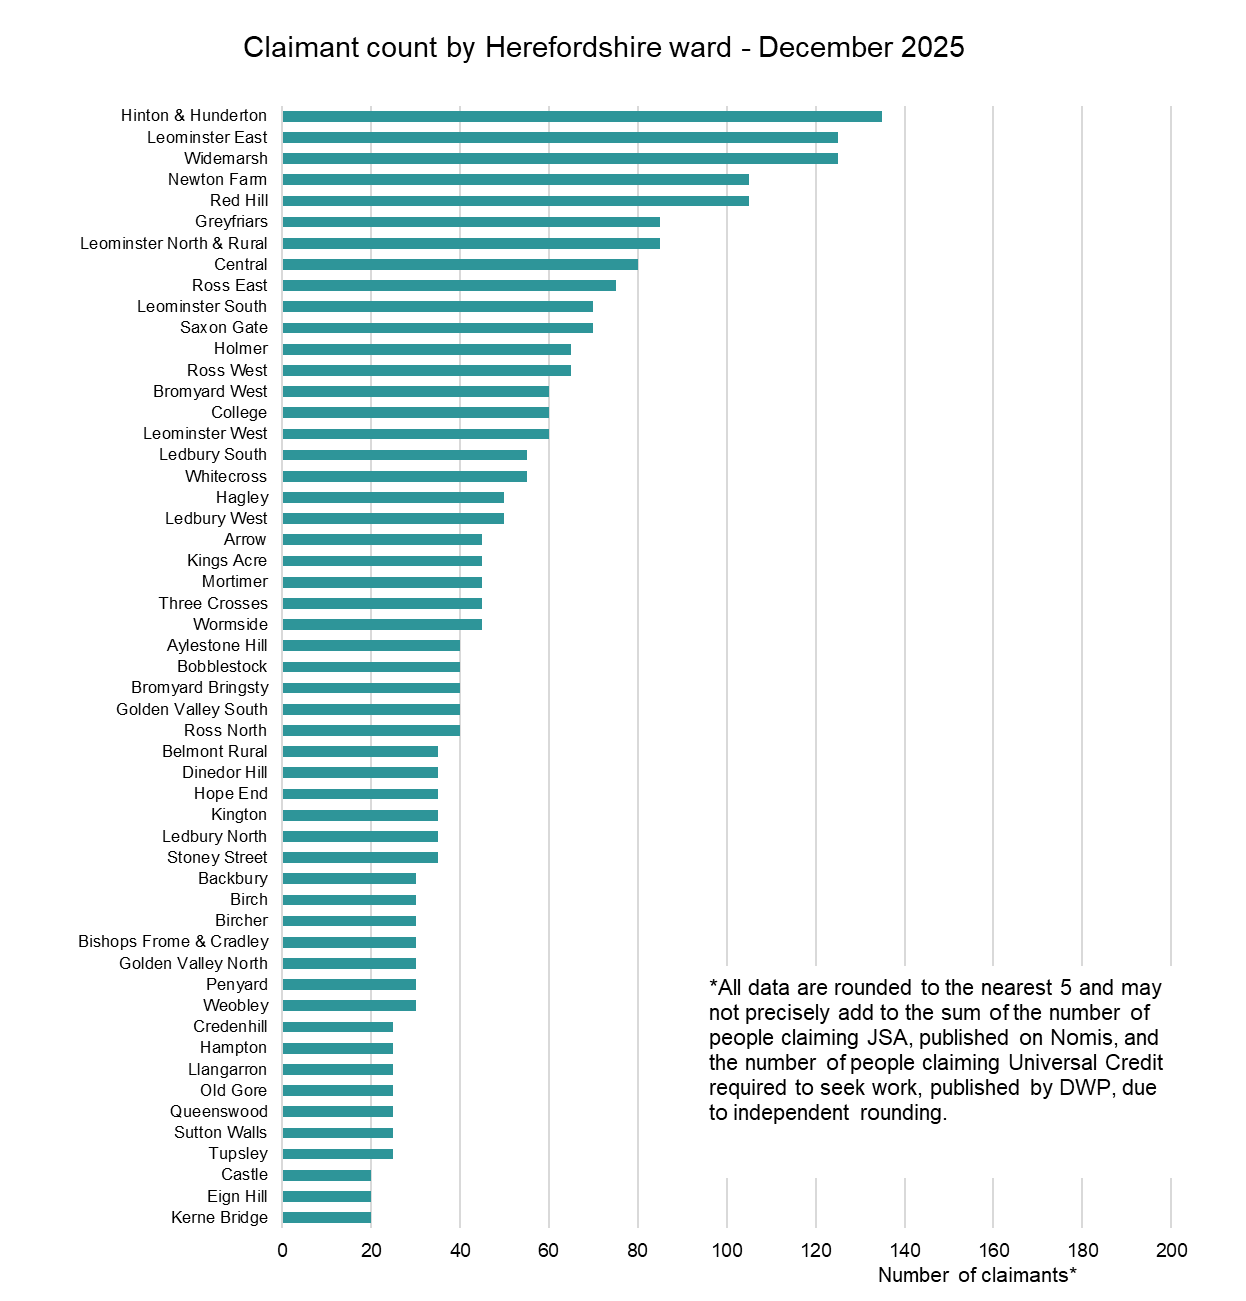 Claimant count by Herefordshire ward - December 2025
Hinton & Hunderton
Leominster East
Widemarsh
Newton Farm
Red Hill
Greyfriars
Leominster North & Rural
Central
Ross East
Leominster South
Saxon Gate
Holmer
Ross West
Bromyard West
College
Leominster West
Ledbury South
Whitecross
Hagley
Ledbury West
Arrow
Kings Acre
Mortimer
Three Crosses
Wormside
Aylestone Hill
Bobblestock
Bromyard Bringsty
Golden Valley South
Ross North
Belmont Rural
Dinedor Hill
Hope End
Kington
Ledbury North
Stoney Street
Backbury
Birch
Bircher
Bishops Frome & Cradley
Golden Valley North
Penyard
Weobley
Credenhill
Hampton
Llangarron
Old Gore
Queenswood
Sutton Walls
Tupsley
Castle
Eign Hill
Kerne Bridge
*All data are rounded to the nearest 5 and may
not precisely add to the sum of the number of
people claiming JSA, published on Nomis, and
the number of people claiming Universal Credit
required to seek work, published by DWP, due
to independent rounding.
0 20 40 60 80 100 120 140 160 180 200
Number of claimants*